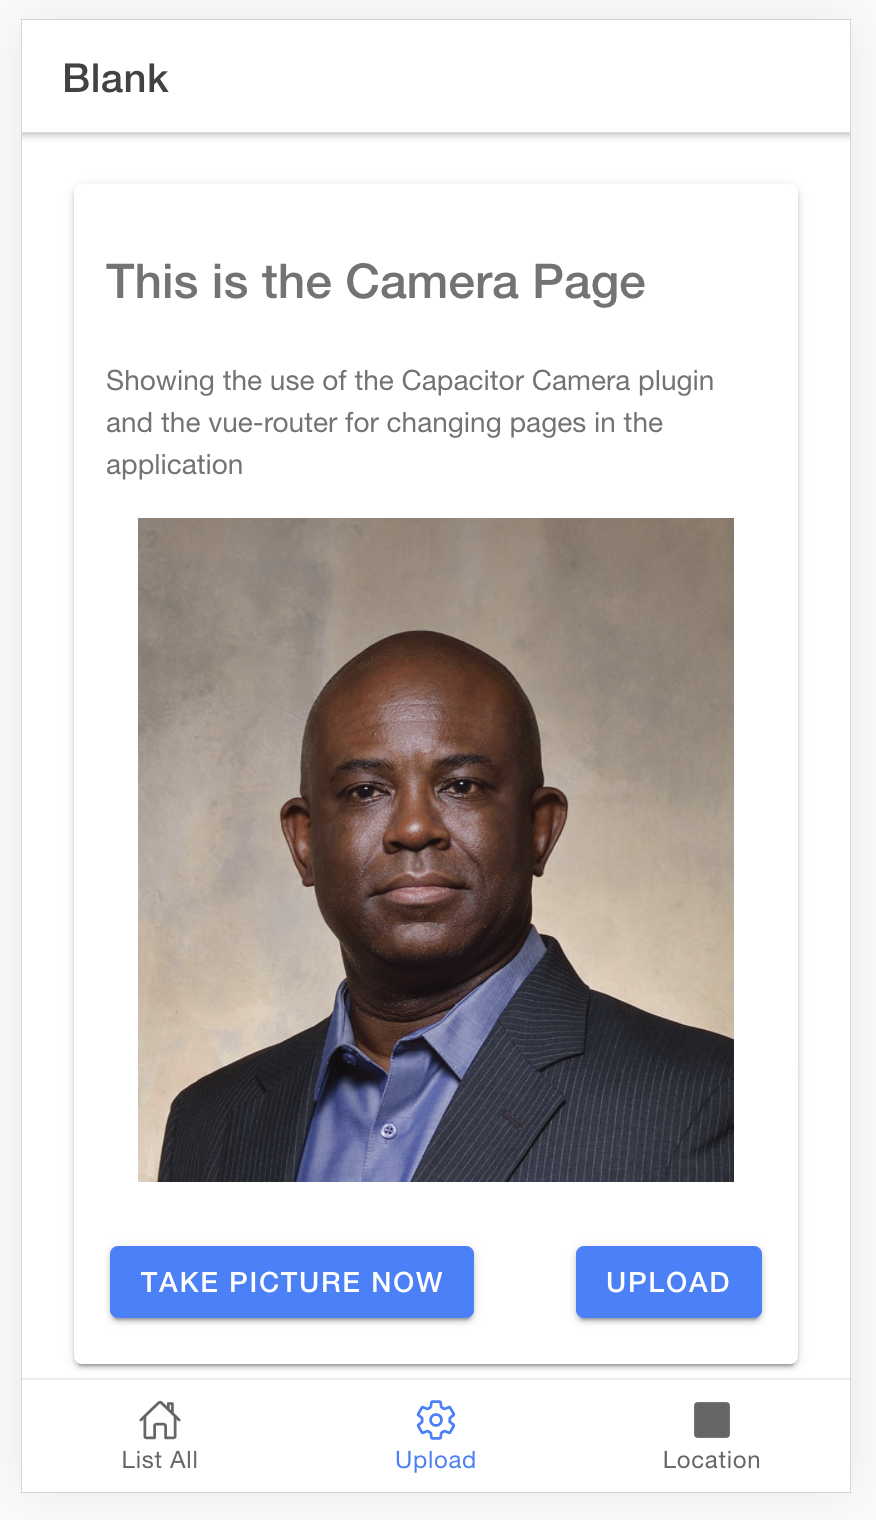 Blank
This is the Camera Page
Showing the use of the Capacitor Camera plugin
and the vue-router for changing pages in the
application
TAKE PICTURE NOW
UPLOAD
List All
Upload
Location